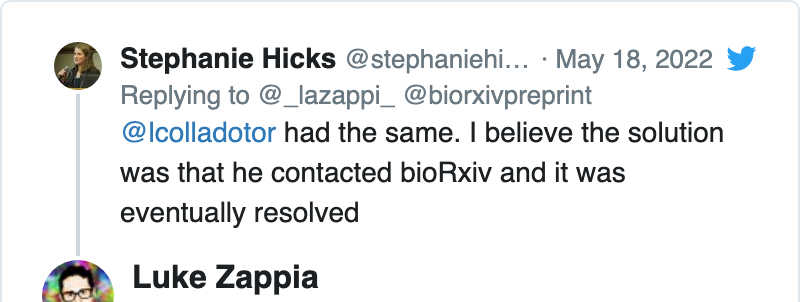 Stephanie Hicks @stephaniehi... · May 18, 2022
Replying to @_lazappi_ @biorxivpreprint
@lcolladotor had the same. I believe the solution
was that he contacted bioRxiv and it was
eventually resolved
Luke Zappia